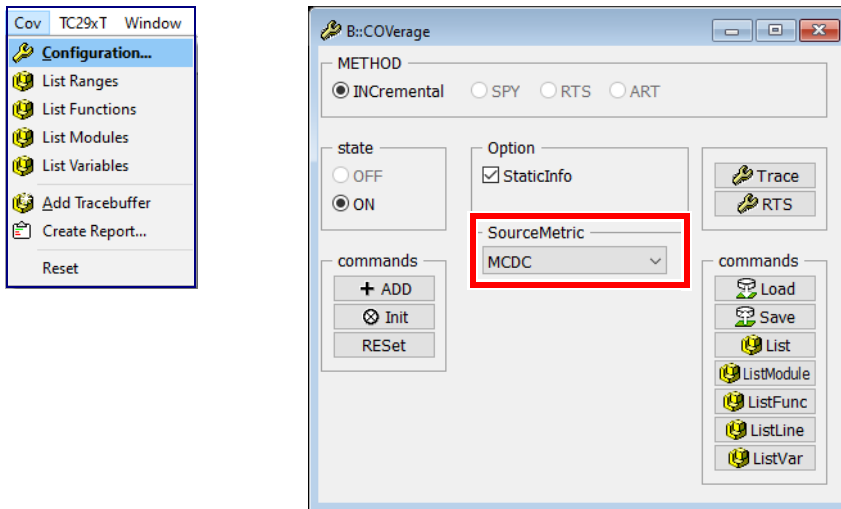 Cov TC29xT Window
Configuration...
List Ranges
List Functions
List Modules
List Variables
Add Tracebuffer
Create Report...
Reset
B::COVerage
METHOD
INCremental SPY RTS ART
state
OFF
ON
Option
StaticInfo
SourceMetric
MCDC
Trace
RTS
commands
ADD
Init
RESet
commands
Load
Save
List
ListModule
ListFunc
ListLine
ListVar